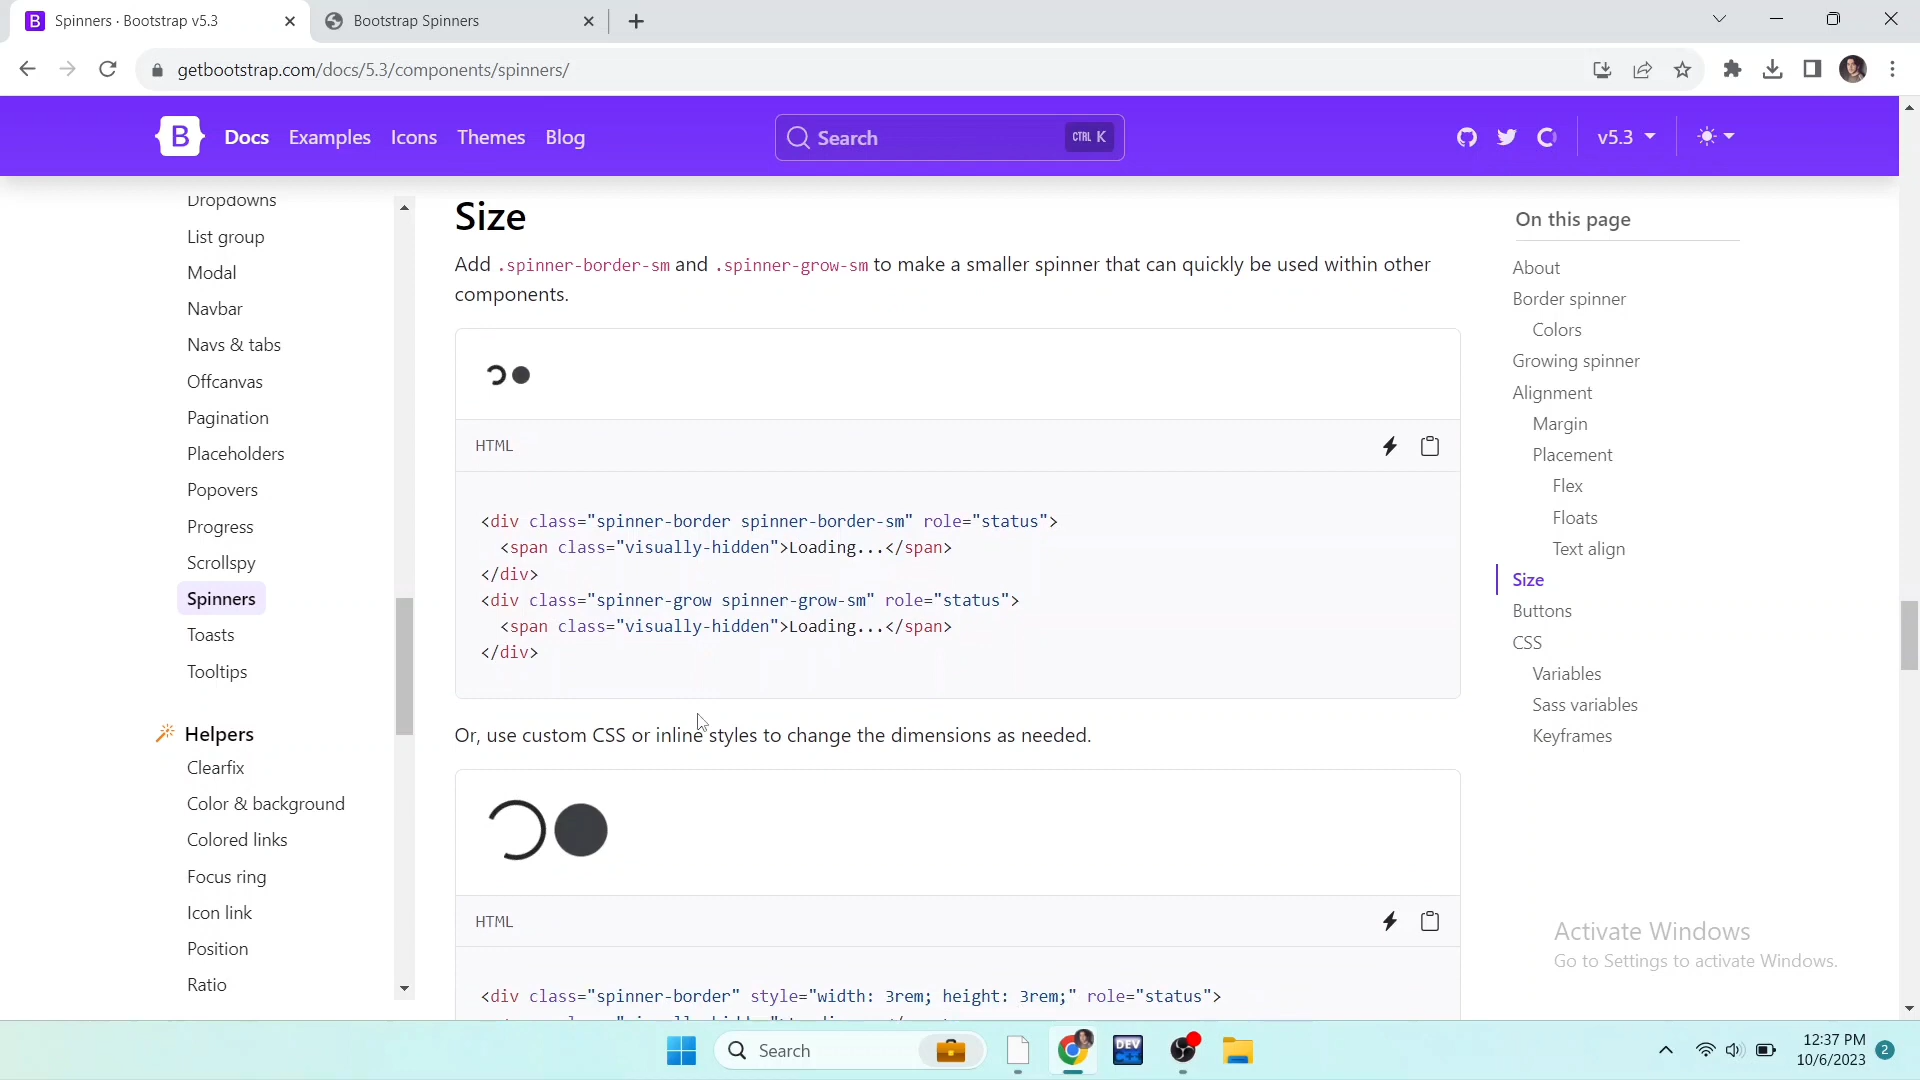 Spinners · Bootstrap v5.3
Bootstrap Spinners
getbootstrap.com/docs/5.3/components/spinners/
B
Docs
Examples
Icons
Themes
Blog
Search
CTRL K
v5.3
Dropdowns
List group
Modal
Navbar
Navs & tabs
Offcanvas
Pagination
Placeholders
Popovers
Progress
Scrollspy
Spinners
Toasts
Tooltips
Helpers
Clearfix
Color & background
Colored links
Focus ring
Icon link
Position
Ratio
Size
Add .spinner-border-sm and .spinner-grow-sm to make a smaller spinner that can quickly be used within other
components.
HTML
<div class="spinner-border spinner-border-sm" role="status">
<span class="visually-hidden">Loading...</span>
</div>
<div class="spinner-grow spinner-grow-sm" role="status">
<span class="visually-hidden">Loading...</span>
</div>
Or, use custom CSS or inline styles to change the dimensions as needed.
HTML
<div class="spinner-border" style="width: 3rem; height: 3rem;" role="status">
On this page
About
Border spinner
Colors
Growing spinner
Alignment
Margin
Placement
Flex
Floats
Text align
Size
Buttons
CSS
Variables
Sass variables
Keyframes
Activate Windows
Go to Settings to activate Windows.
Search
DEV
12:37 PM
10/6/2023
2